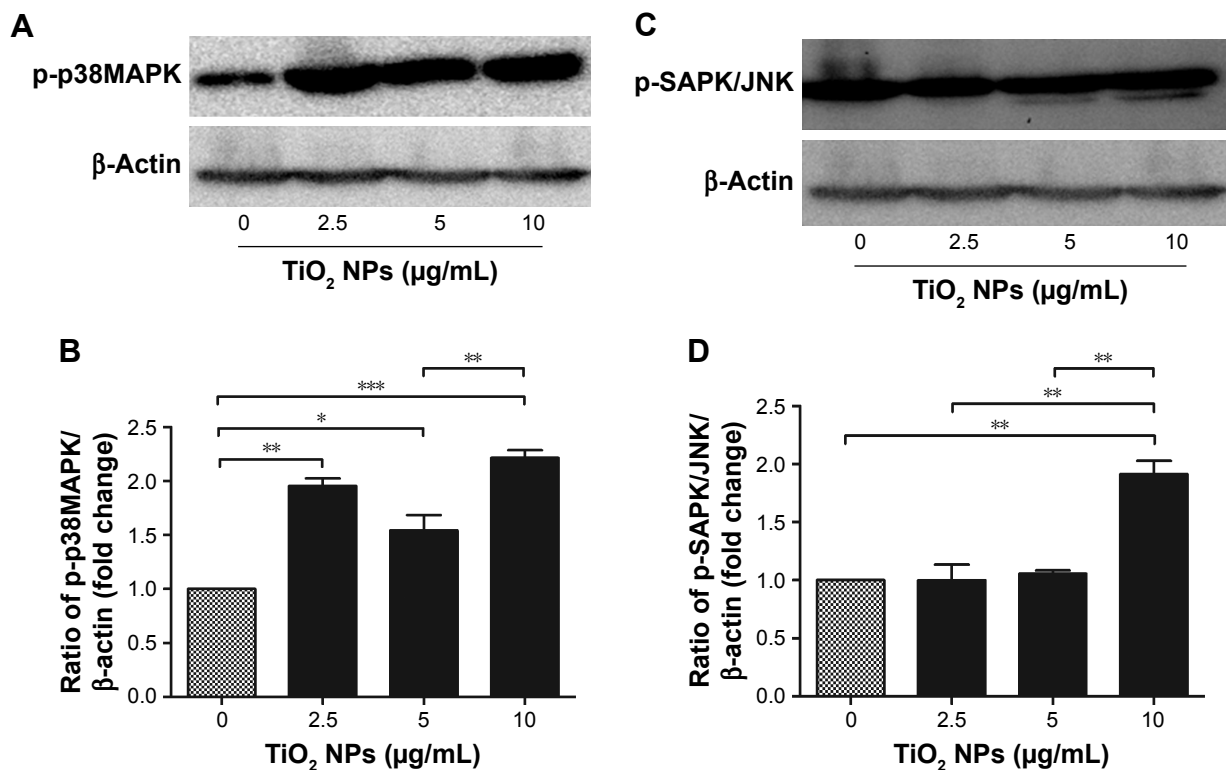 A
p-p38MAPK
β-Actin
0 2.5 5 10
TiO₂ NPs (µg/mL)
C
p-SAPK/JNK
β-Actin
0 2.5 5 10
TiO₂ NPs (µg/mL)
B
Ratio of p-p38MAPK/
β-actin (fold change)
2.5
2.0
1.5
1.0
0.5
0.0
**
*
***
**
0 2.5 5 10
TiO₂ NPs (µg/mL)
D
Ratio of p-SAPK/JNK/
β-actin (fold change)
2.5
2.0
1.5
1.0
0.5
0.0
**
**
**
0 2.5 5 10
TiO₂ NPs (µg/mL)